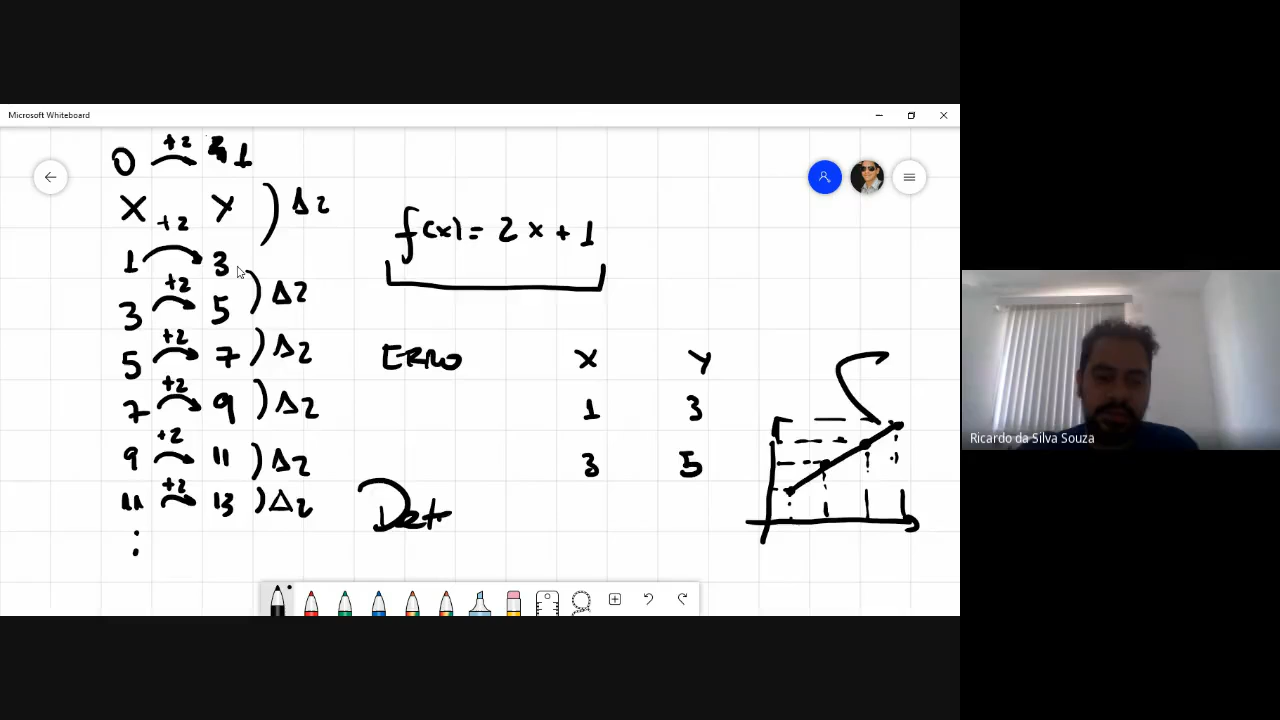 Microsoft Whiteboard
0 +2 1
X Y Δ2
+2
1 3
+2 Δ2
3 5
+2 Δ2
5 7
+2 Δ2
7 9
+2 Δ2
9 11
+2 Δ2
11 13
⋮
f(x) = 2x + 1
ERRO
X Y
1 3
3 5
Det
Ricardo da Silva Souza